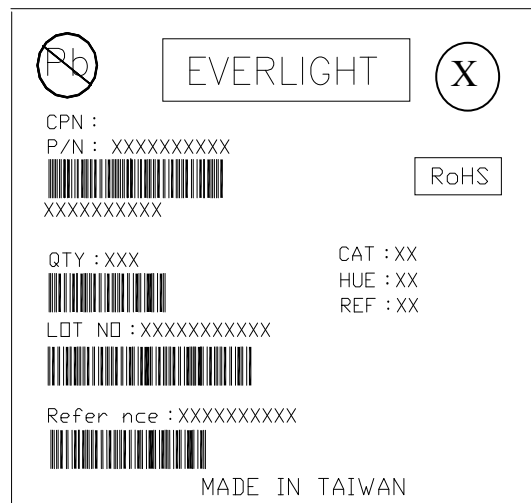 Pb
EVERLIGHT
X
CPN :
P/N : XXXXXXXXXX
RoHS
XXXXXXXXXX
QTY : XXX
CAT : XX
HUE : XX
REF : XX
LOT NO : XXXXXXXXXXX
Refer nce : XXXXXXXXXX
MADE IN TAIWAN